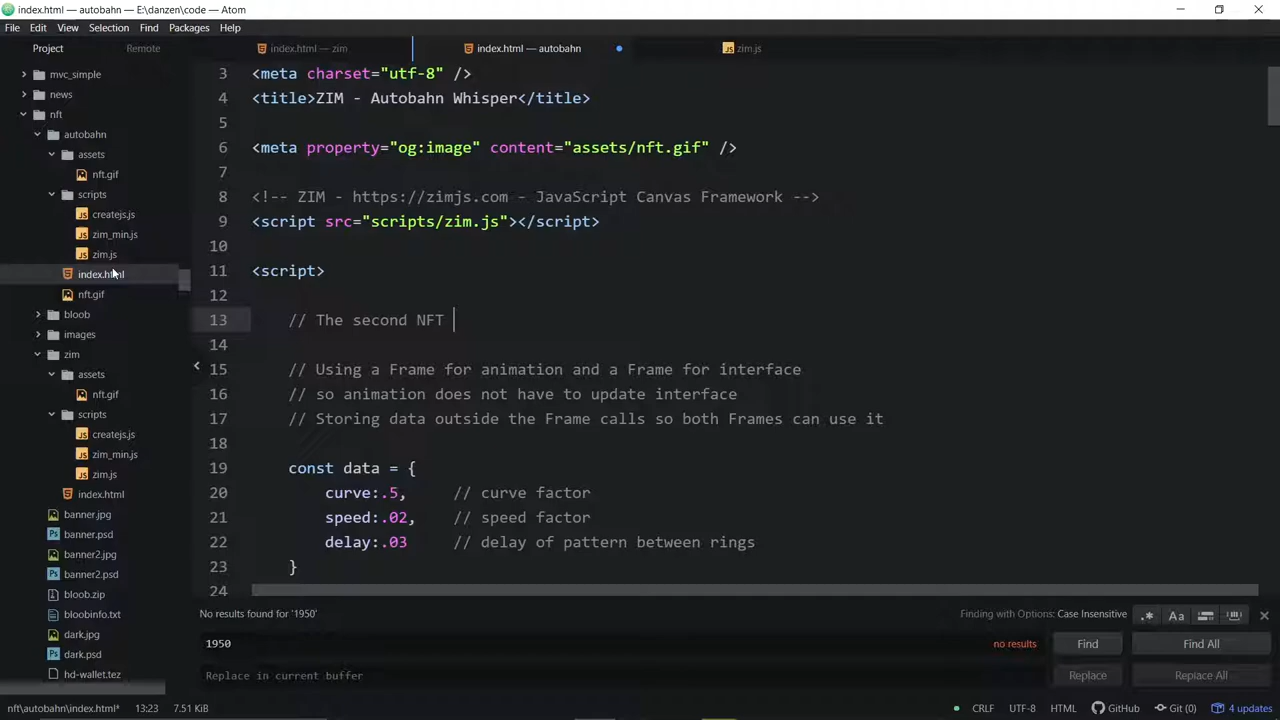 index.html — autobahn — E:\danzen\code — Atom
File Edit View Selection Find Packages Help
Project Remote index.html — zim index.html — autobahn zim.js
mvc_simple
news
nft
autobahn
assets
nft.gif
scripts
createjs.js
zim_min.js
zim.js
index.html
nft.gif
bloob
images
zim
assets
nft.gif
scripts
createjs.js
zim_min.js
zim.js
index.html
banner.jpg
banner.psd
banner2.jpg
banner2.psd
bloob.zip
bloobinfo.txt
dark.jpg
dark.psd
hd-wallet.tez
3 <meta charset="utf-8" />
4 <title>ZIM - Autobahn Whisper</title>
5
6 <meta property="og:image" content="assets/nft.gif" />
7
8 <!-- ZIM - https://zimjs.com - JavaScript Canvas Framework -->
9 <script src="scripts/zim.js"></script>
10
11 <script>
12
13 // The second NFT
14
15 // Using a Frame for animation and a Frame for interface
16 // so animation does not have to update interface
17 // Storing data outside the Frame calls so both Frames can use it
18
19 const data = {
20 curve:.5, // curve factor
21 speed:.02, // speed factor
22 delay:.03 // delay of pattern between rings
23 }
24
No results found for '1950' Finding with Options: Case Insensitive .* Aa
1950 no results Find Find All
Replace in current buffer Replace Replace All
nft\autobahn\index.html* 13:23 7.51 KiB CRLF UTF-8 HTML GitHub Git (0) 4 updates